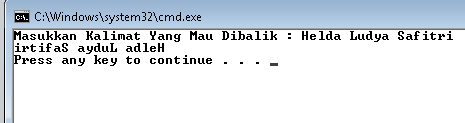 C:\Windows\system32\cmd.exe
Masukkan Kalimat Yang Mau Dibalik : Helda Ludya Safitri
irtifaS ayduL adleH
Press any key to continue . . . _